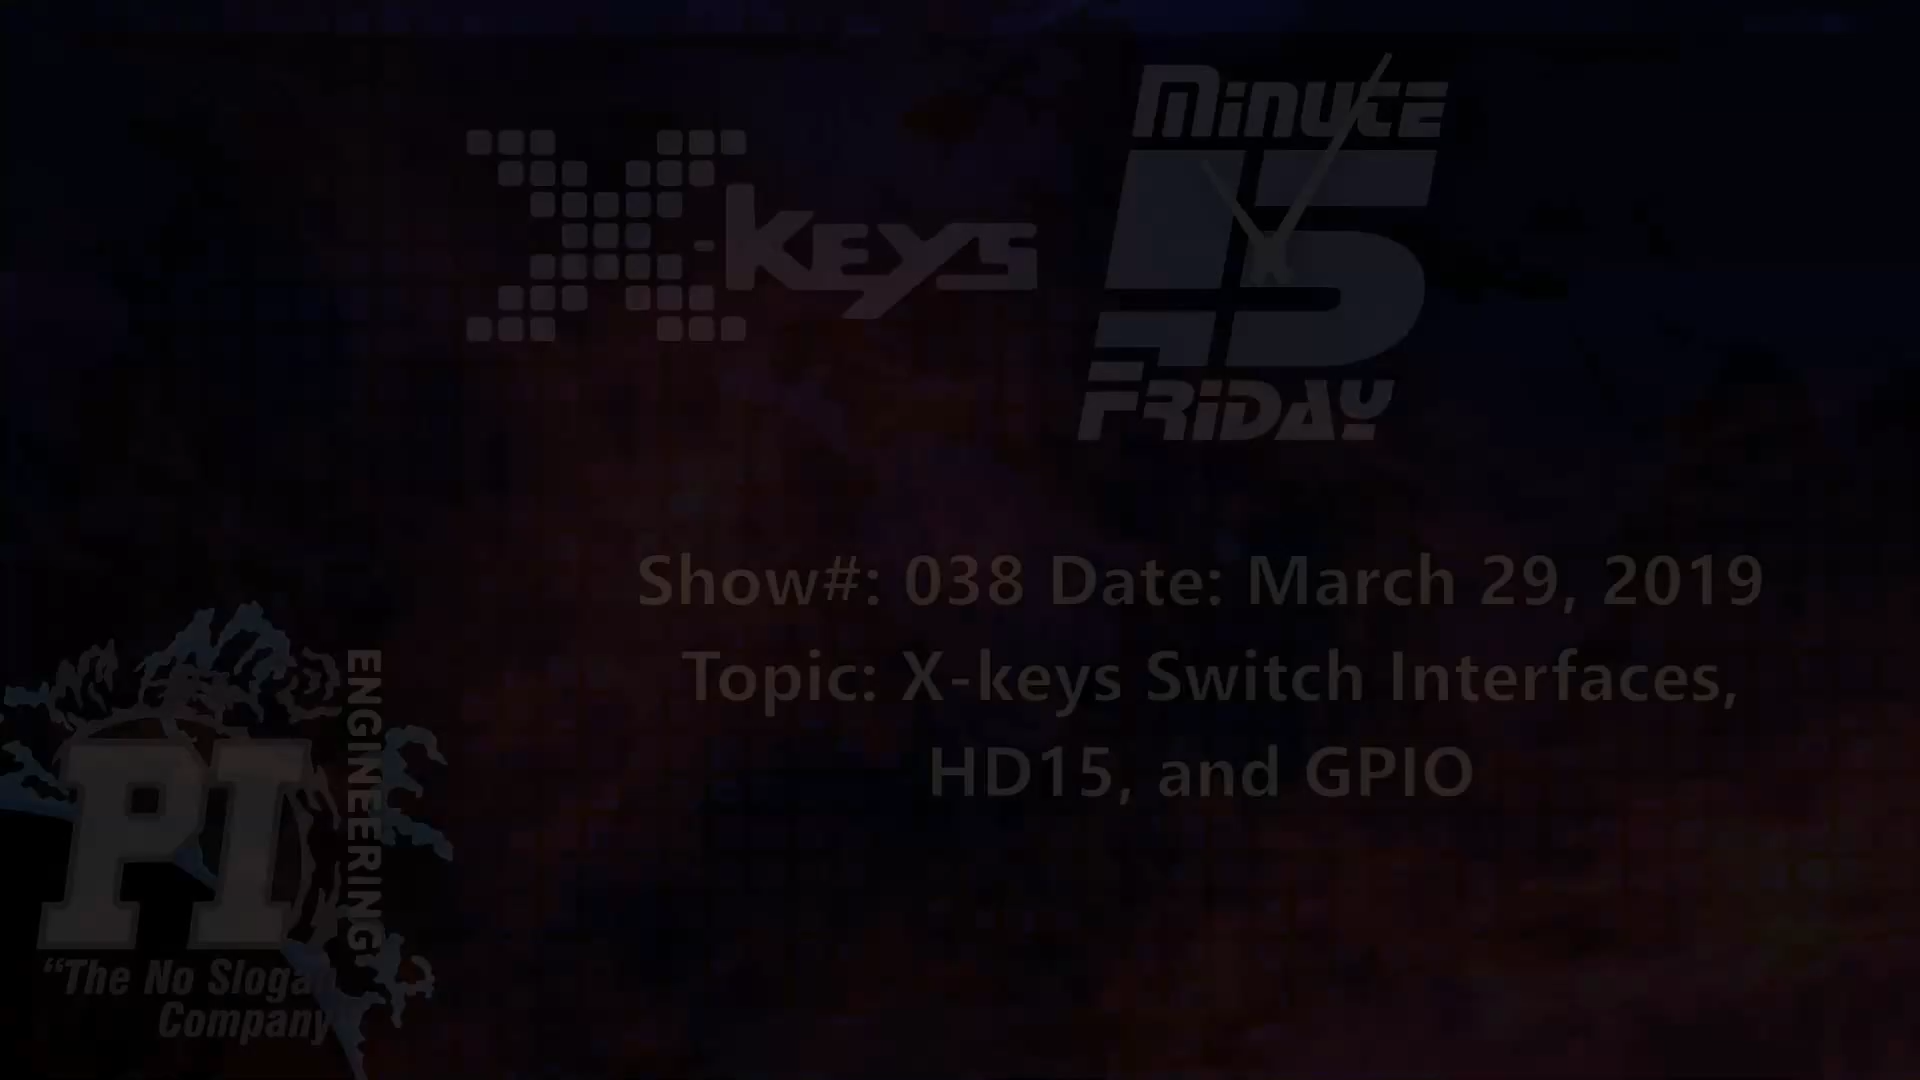 X-keys
Minute
5
Friday
Show#: 038 Date: March 29, 2019
Topic: X-keys Switch Interfaces,
HD15, and GPIO
PI
ENGINEERING
“The No Slogan
Company”